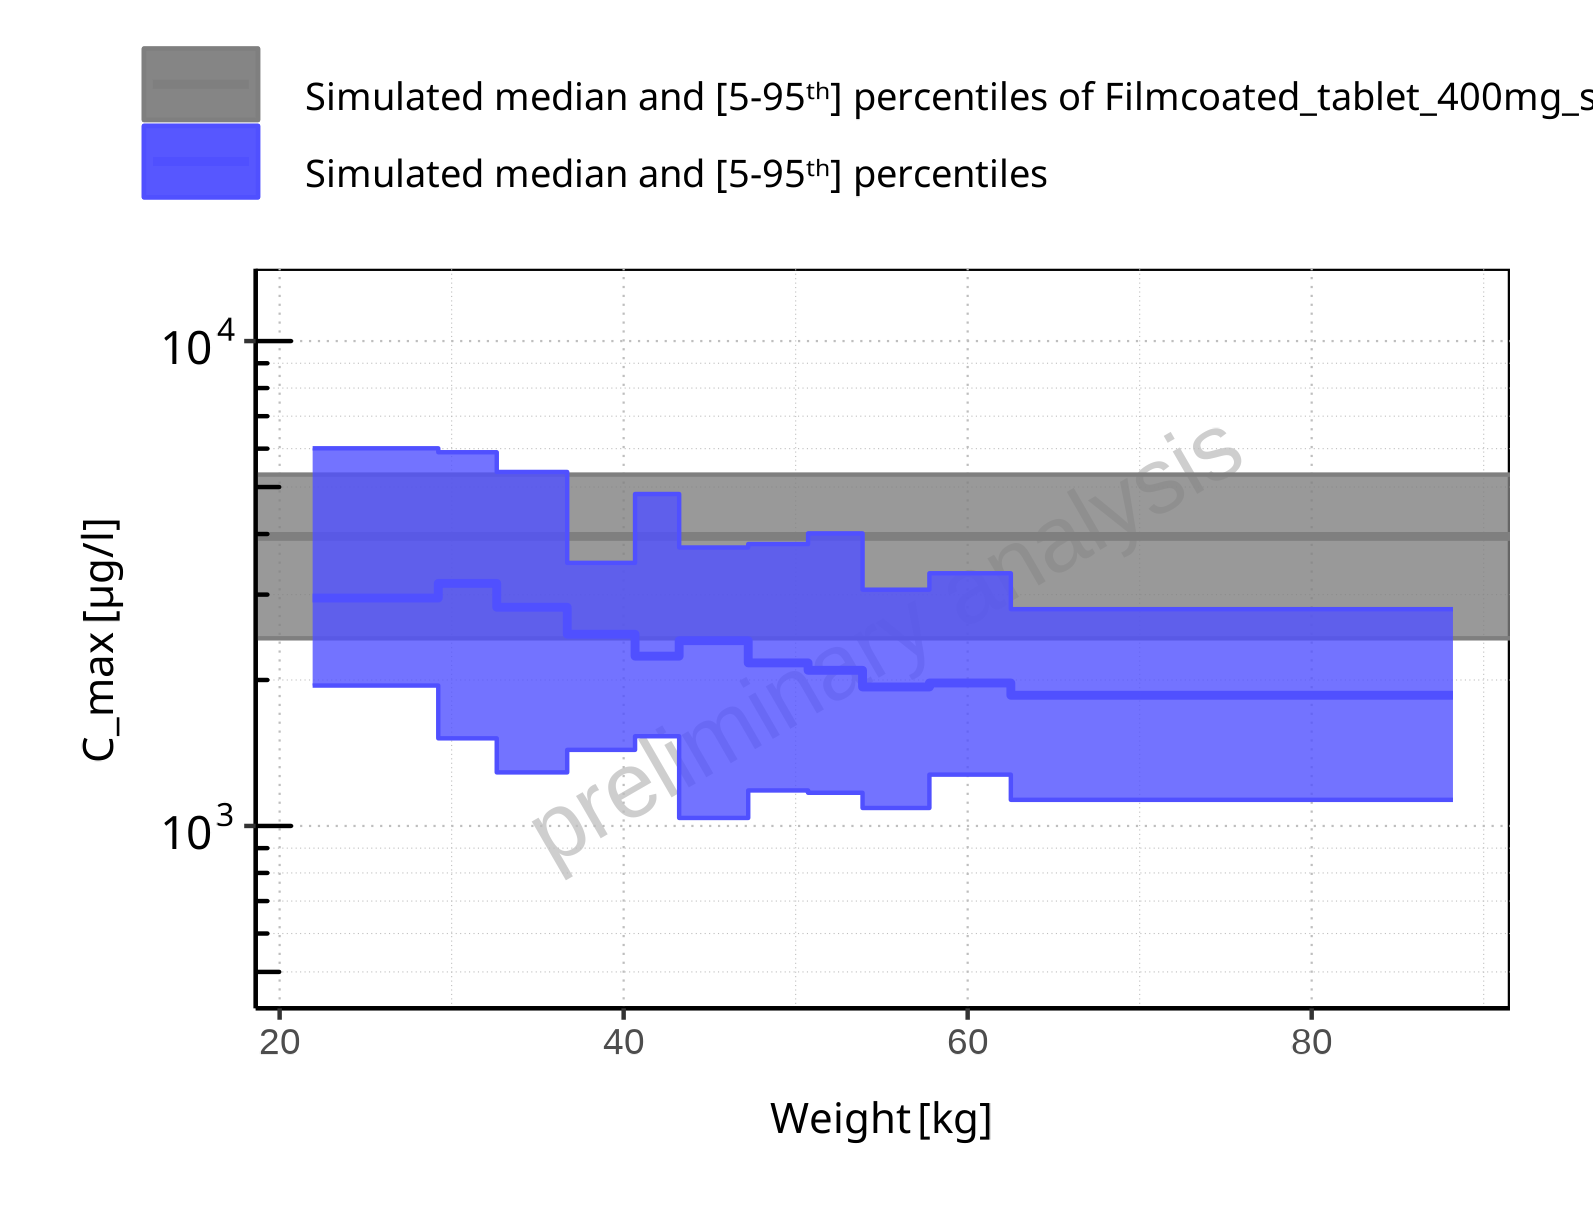 Simulated median and [5-95th] percentiles of Filmcoated_tablet_400mg_s
Simulated median and [5-95th] percentiles
10^4
10^3
C_max [µg/l]
preliminary analysis
20 40 60 80
Weight [kg]